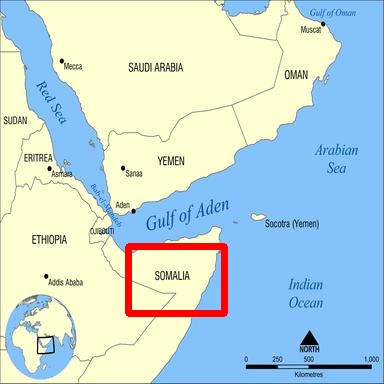 Gulf of Oman
Muscat
Mecca
SAUDI ARABIA
OMAN
Red Sea
SUDAN
Arabian
Sea
ERITREA
Asmara
YEMEN
Sanaa
Bab-el-Mandeb
Aden
Gulf of Aden
Socotra (Yemen)
DJIBOUTI
ETHIOPIA
SOMALIA
Addis Ababa
Indian
Ocean
NORTH
0 250 500 1,000
Kilometres